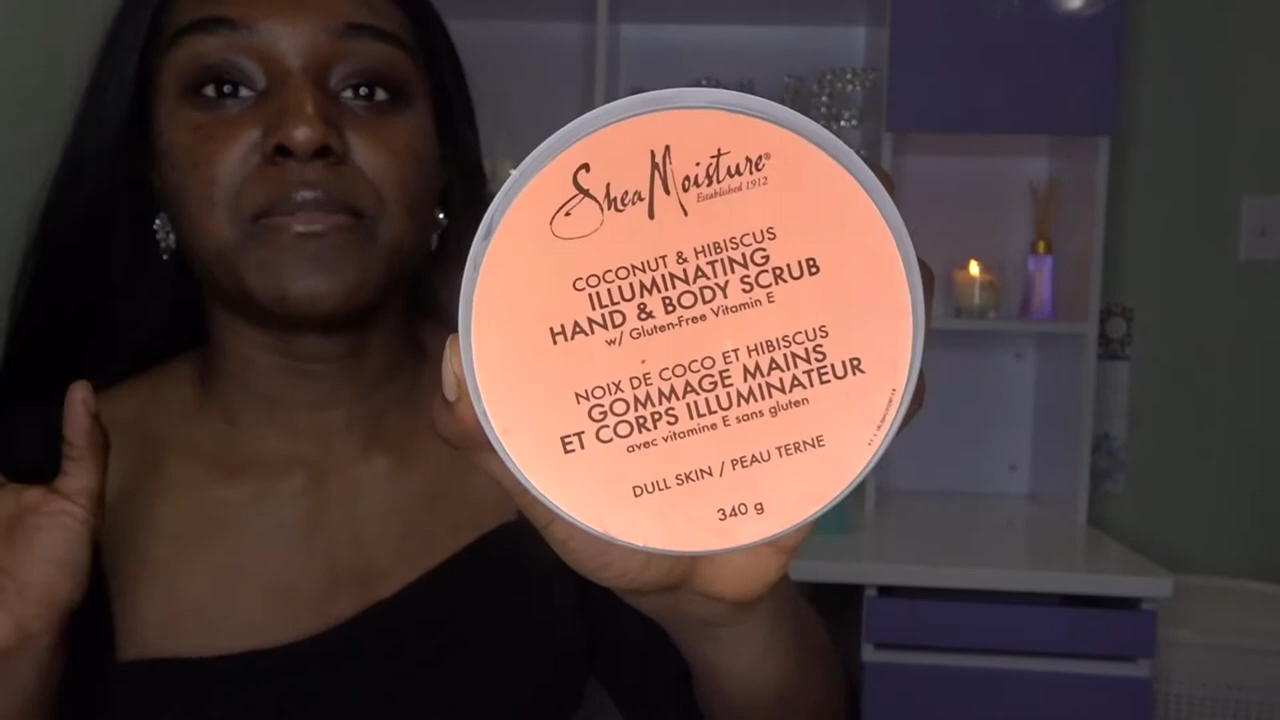 SheaMoisture®
Established 1912
COCONUT & HIBISCUS
ILLUMINATING
HAND & BODY SCRUB
w/ Gluten-Free Vitamin E
NOIX DE COCO ET HIBISCUS
GOMMAGE MAINS
ET CORPS ILLUMINATEUR
avec vitamine E sans gluten
DULL SKIN / PEAU TERNE
340 g